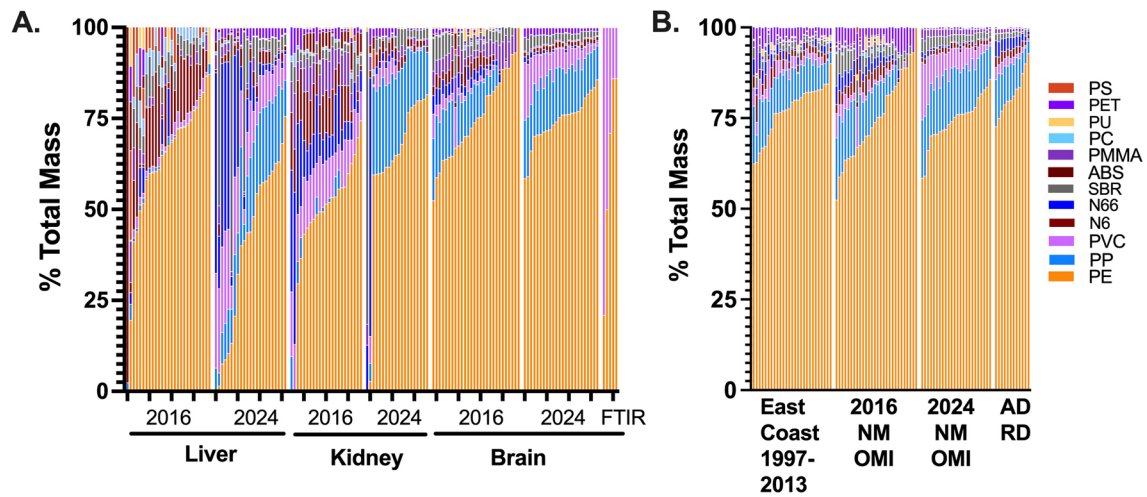 A.
% Total Mass
100
75
50
25
0
2016 2024 2016 2024 2016 2024 FTIR
Liver Kidney Brain
B.
% Total Mass
100
75
50
25
0
East 2016 2024 AD
Coast NM NM RD
1997- OMI OMI
2013
PS
PET
PU
PC
PMMA
ABS
SBR
N66
N6
PVC
PP
PE